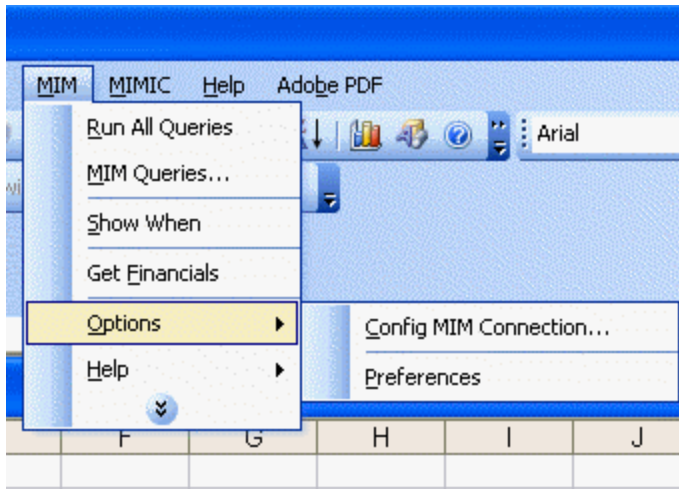 MIM MIMIC Help Adobe PDF
Run All Queries
Arial
MIM Queries...
Show When
Get Financials
Options
Config MIM Connection...
Help
Preferences
F G H I J